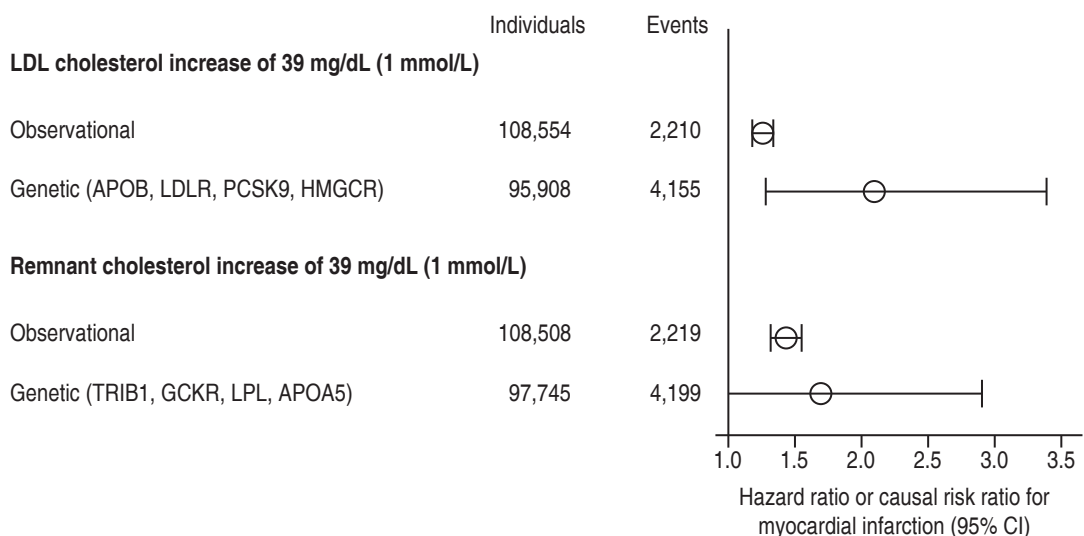 Individuals Events
LDL cholesterol increase of 39 mg/dL (1 mmol/L)
Observational 108,554 2,210
Genetic (APOB, LDLR, PCSK9, HMGCR) 95,908 4,155
Remnant cholesterol increase of 39 mg/dL (1 mmol/L)
Observational 108,508 2,219
Genetic (TRIB1, GCKR, LPL, APOA5) 97,745 4,199
1.0 1.5 2.0 2.5 3.0 3.5
Hazard ratio or causal risk ratio for
myocardial infarction (95% CI)